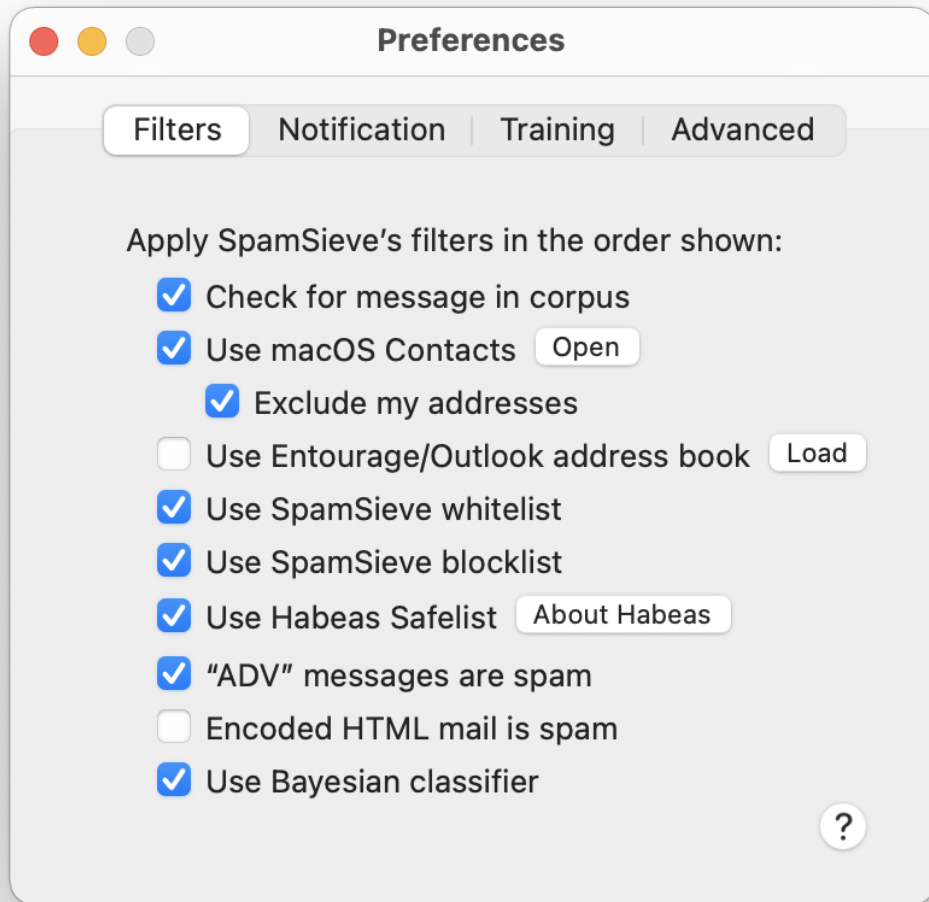 Preferences
Filters Notification Training Advanced
Apply SpamSieve’s filters in the order shown:
Check for message in corpus
Use macOS Contacts Open
Exclude my addresses
Use Entourage/Outlook address book Load
Use SpamSieve whitelist
Use SpamSieve blocklist
Use Habeas Safelist About Habeas
“ADV” messages are spam
Encoded HTML mail is spam
Use Bayesian classifier
?